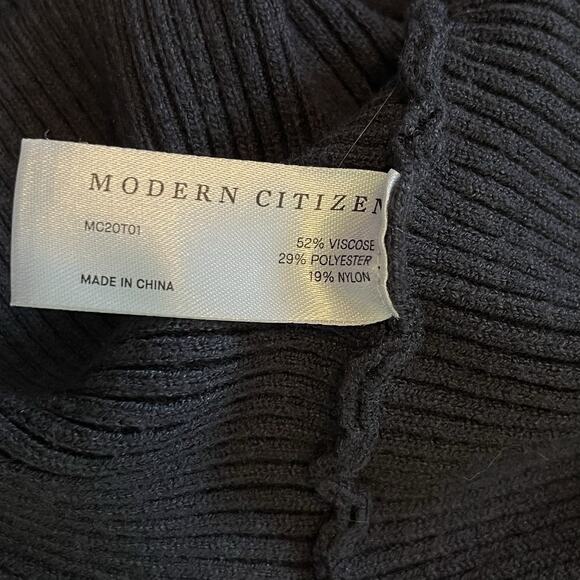 MODERN CITIZEN
MC20T01
52% VISCOSE
29% POLYESTER
19% NYLON
MADE IN CHINA